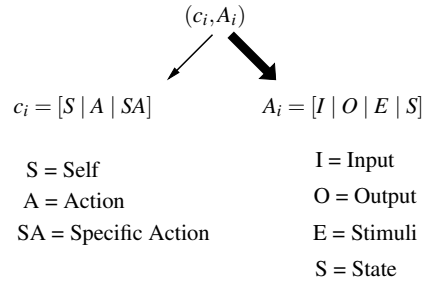 (c_i, A_i)
c_i = [S | A | SA]
A_i = [I | O | E | S]
S = Self
A = Action
SA = Specific Action
I = Input
O = Output
E = Stimuli
S = State